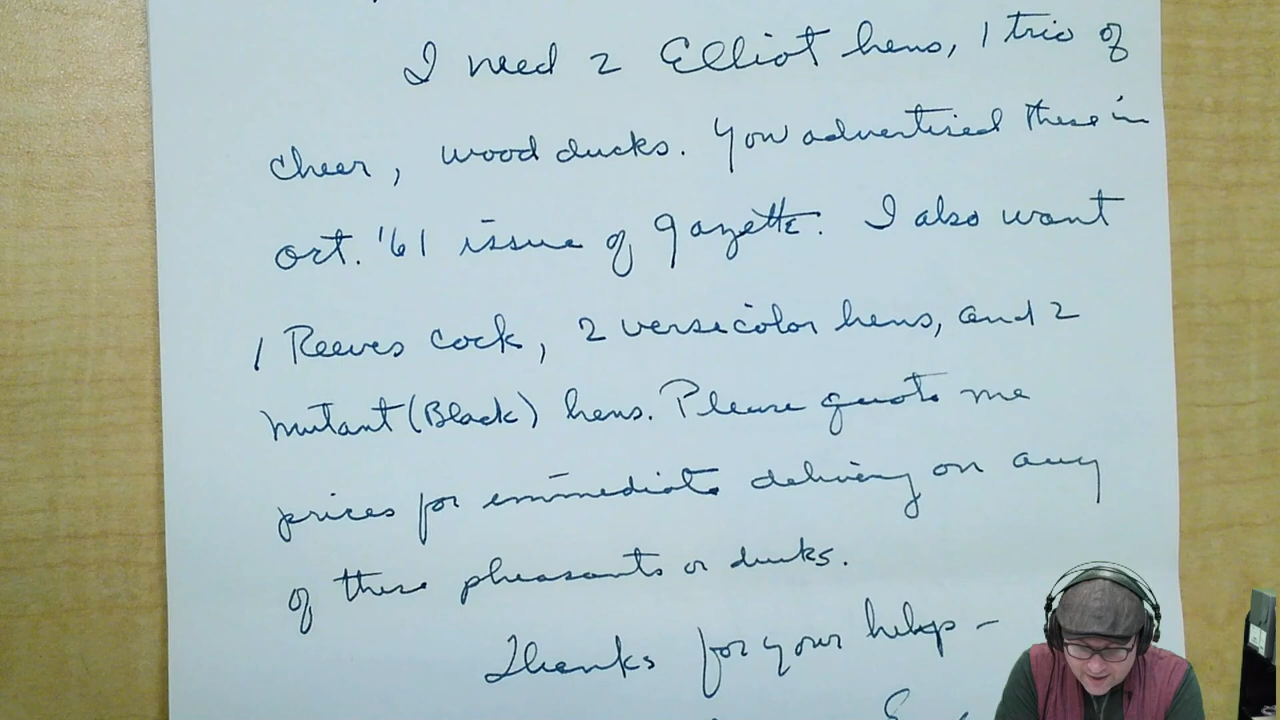 I need 2 Elliot hens, 1 trio of
cheer, wood ducks. You advertised these in
oct. '61 issue of Gazette. I also want
1 Reeves cock, 2 versicolor hens, and 2
Mutant (Black) hens. Please quote me
prices for immediate delivery on any
of these pheasants or ducks.
Thanks for your help -